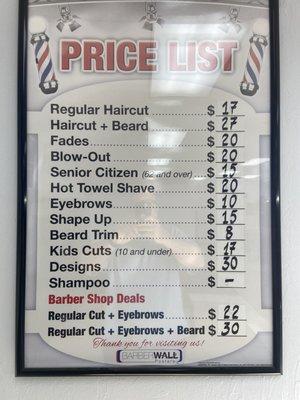 PRICE LIST
Regular Haircut $ 17
Haircut + Beard $ 27
Fades $ 20
Blow-Out $ 20
Senior Citizen (62 and over) $ 15
Hot Towel Shave $ 20
Eyebrows $ 10
Shape Up $ 15
Beard Trim $ 8
Kids Cuts (10 and under) $ 17
Designs $ 30
Shampoo $ -
Barber Shop Deals
Regular Cut + Eyebrows $ 22
Regular Cut + Eyebrows + Beard $ 30
Thank you for visiting us!
BARBERWALL
Posters